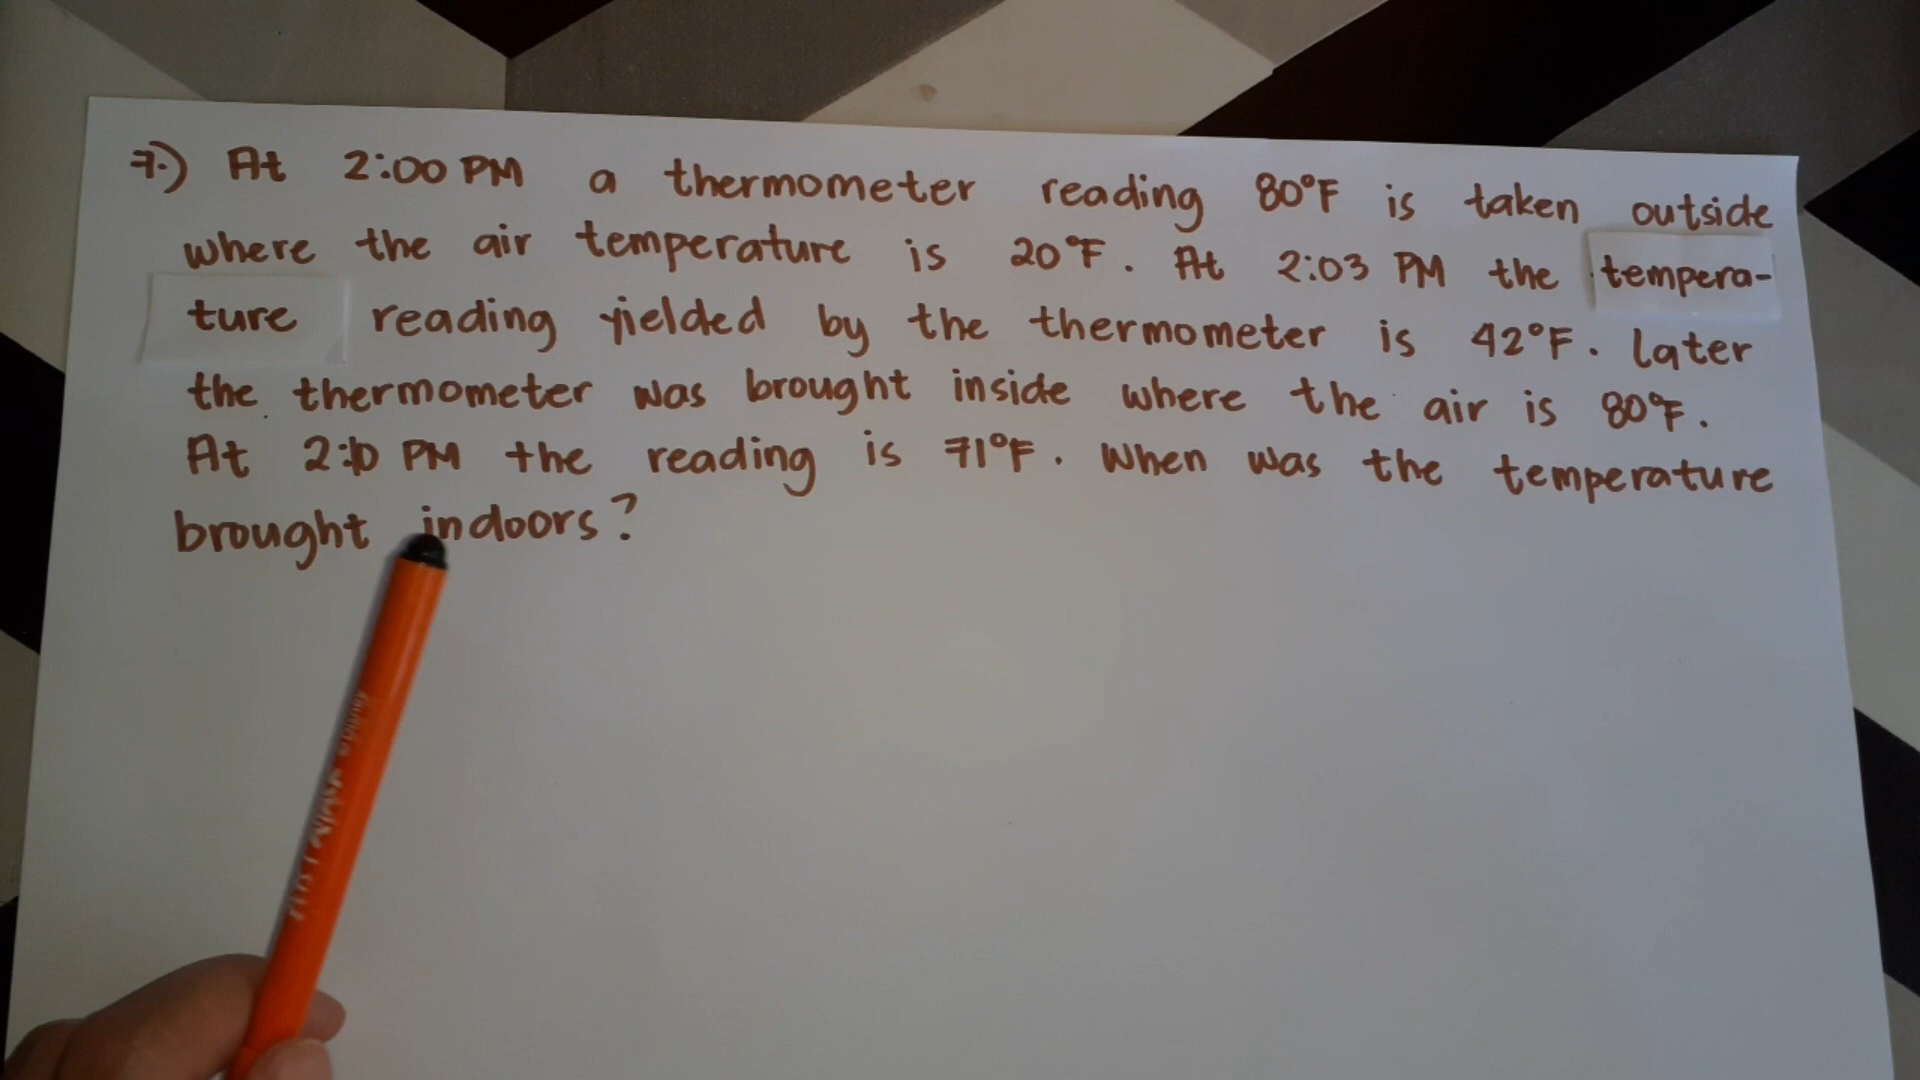 7.) At 2:00 PM a thermometer reading 80°F is taken outside
where the air temperature is 20°F. At 2:03 PM the tempera-
ture reading yielded by the thermometer is 42°F. Later
the thermometer was brought inside where the air is 80°F.
At 2:10 PM the reading is 71°F. When was the temperature
brought indoors?